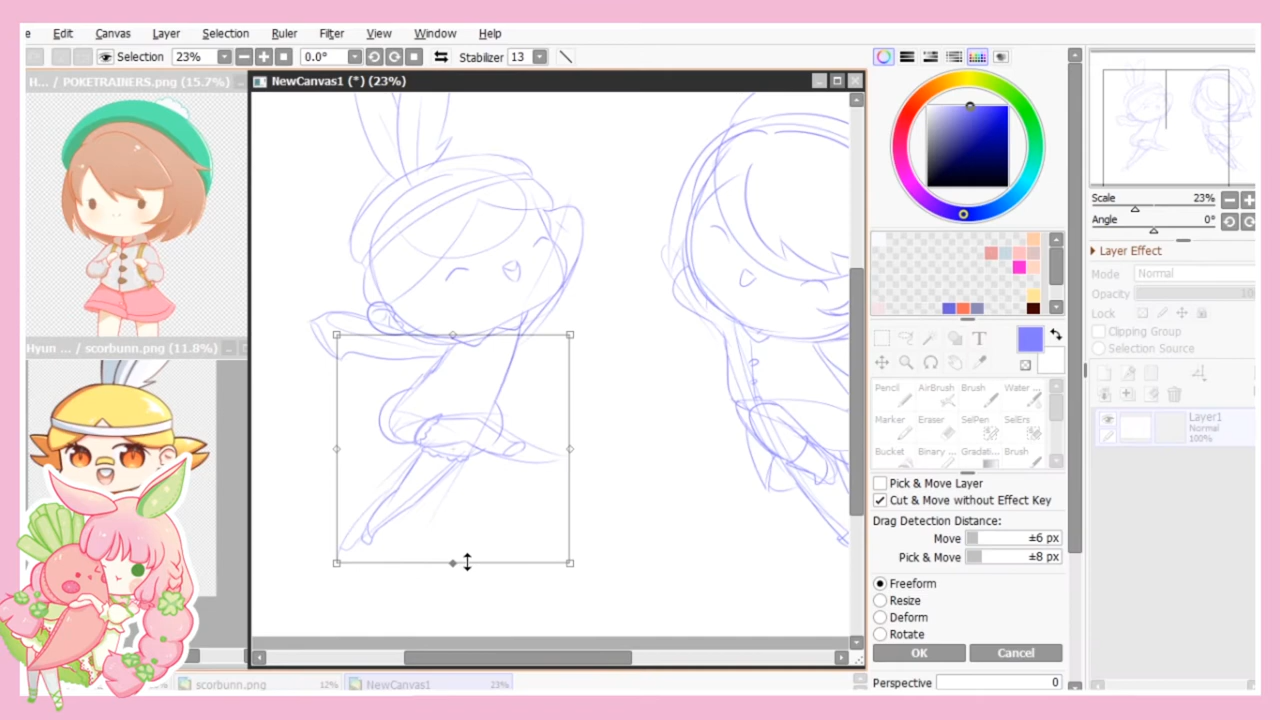 e Edit Canvas Layer Selection Ruler Filter View Window Help
Selection 23% 0.0° Stabilizer 13
H... / POKETRAINERS.png (15.7%)
NewCanvas1 (*) (23%)
Hyun ... / scorbunn.png (11.8%)
Scale 23%
Angle 0°
Layer Effect
Mode Normal
Opacity 10
Lock
Clipping Group
Selection Source
Layer1
Normal
100%
T
Pencil AirBrush Brush Water ...
Marker Eraser SelPen SelErs
Bucket Binary ... Gradati... Brush
Pick & Move Layer
Cut & Move without Effect Key
Drag Detection Distance:
Move ±6 px
Pick & Move ±8 px
Freeform
Resize
Deform
Rotate
OK Cancel
Perspective 0
scorbunn.png 12% NewCanvas1 23%